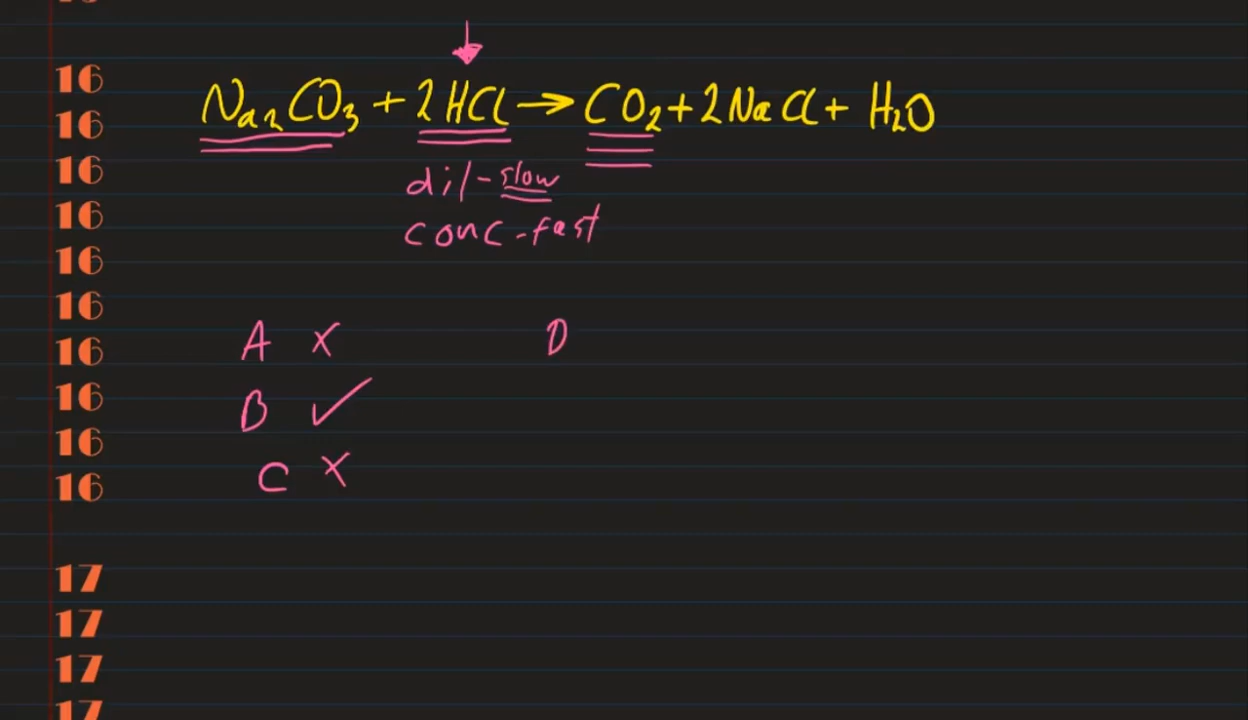 16 Na₂CO₃ + 2HCl → CO₂ + 2NaCl + H₂O
16
16 dil - slow
16 conc - fast
16
16
16 A X D
16 B ✓
16
16 C X
17
17
17
17